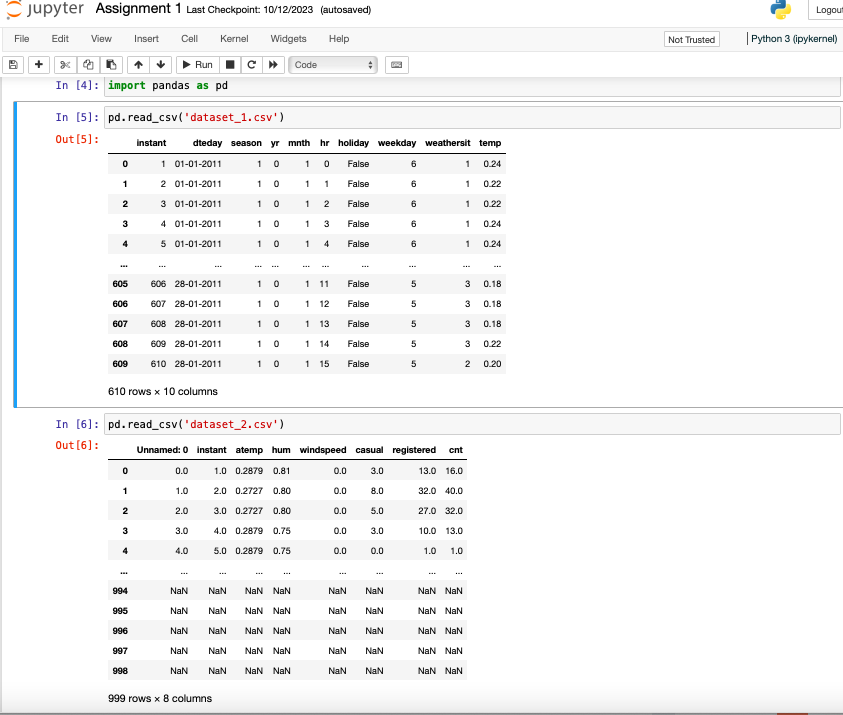 jupyter Assignment 1 Last Checkpoint: 10/12/2023 (autosaved)
File Edit View Insert Cell Kernel Widgets Help Not Trusted Python 3 (ipykernel)
Run Code
In [4]: import pandas as pd
In [5]: pd.read_csv('dataset_1.csv')
Out[5]:
instant dteday season yr mnth hr holiday weekday weathersit temp
0 1 01-01-2011 1 0 1 0 False 6 1 0.24
1 2 01-01-2011 1 0 1 1 False 6 1 0.22
2 3 01-01-2011 1 0 1 2 False 6 1 0.22
3 4 01-01-2011 1 0 1 3 False 6 1 0.24
4 5 01-01-2011 1 0 1 4 False 6 1 0.24
... ... ... ... ... ... ... ... ... ... ...
605 606 28-01-2011 1 0 1 11 False 5 3 0.18
606 607 28-01-2011 1 0 1 12 False 5 3 0.18
607 608 28-01-2011 1 0 1 13 False 5 3 0.18
608 609 28-01-2011 1 0 1 14 False 5 3 0.22
609 610 28-01-2011 1 0 1 15 False 5 2 0.20
610 rows × 10 columns
In [6]: pd.read_csv('dataset_2.csv')
Out[6]:
Unnamed: 0 instant atemp hum windspeed casual registered cnt
0 0.0 1.0 0.2879 0.81 0.0 3.0 13.0 16.0
1 1.0 2.0 0.2727 0.80 0.0 8.0 32.0 40.0
2 2.0 3.0 0.2727 0.80 0.0 5.0 27.0 32.0
3 3.0 4.0 0.2879 0.75 0.0 3.0 10.0 13.0
4 4.0 5.0 0.2879 0.75 0.0 0.0 1.0 1.0
... ... ... ... ... ... ... ... ...
994 NaN NaN NaN NaN NaN NaN NaN NaN
995 NaN NaN NaN NaN NaN NaN NaN NaN
996 NaN NaN NaN NaN NaN NaN NaN NaN
997 NaN NaN NaN NaN NaN NaN NaN NaN
998 NaN NaN NaN NaN NaN NaN NaN NaN
999 rows × 8 columns